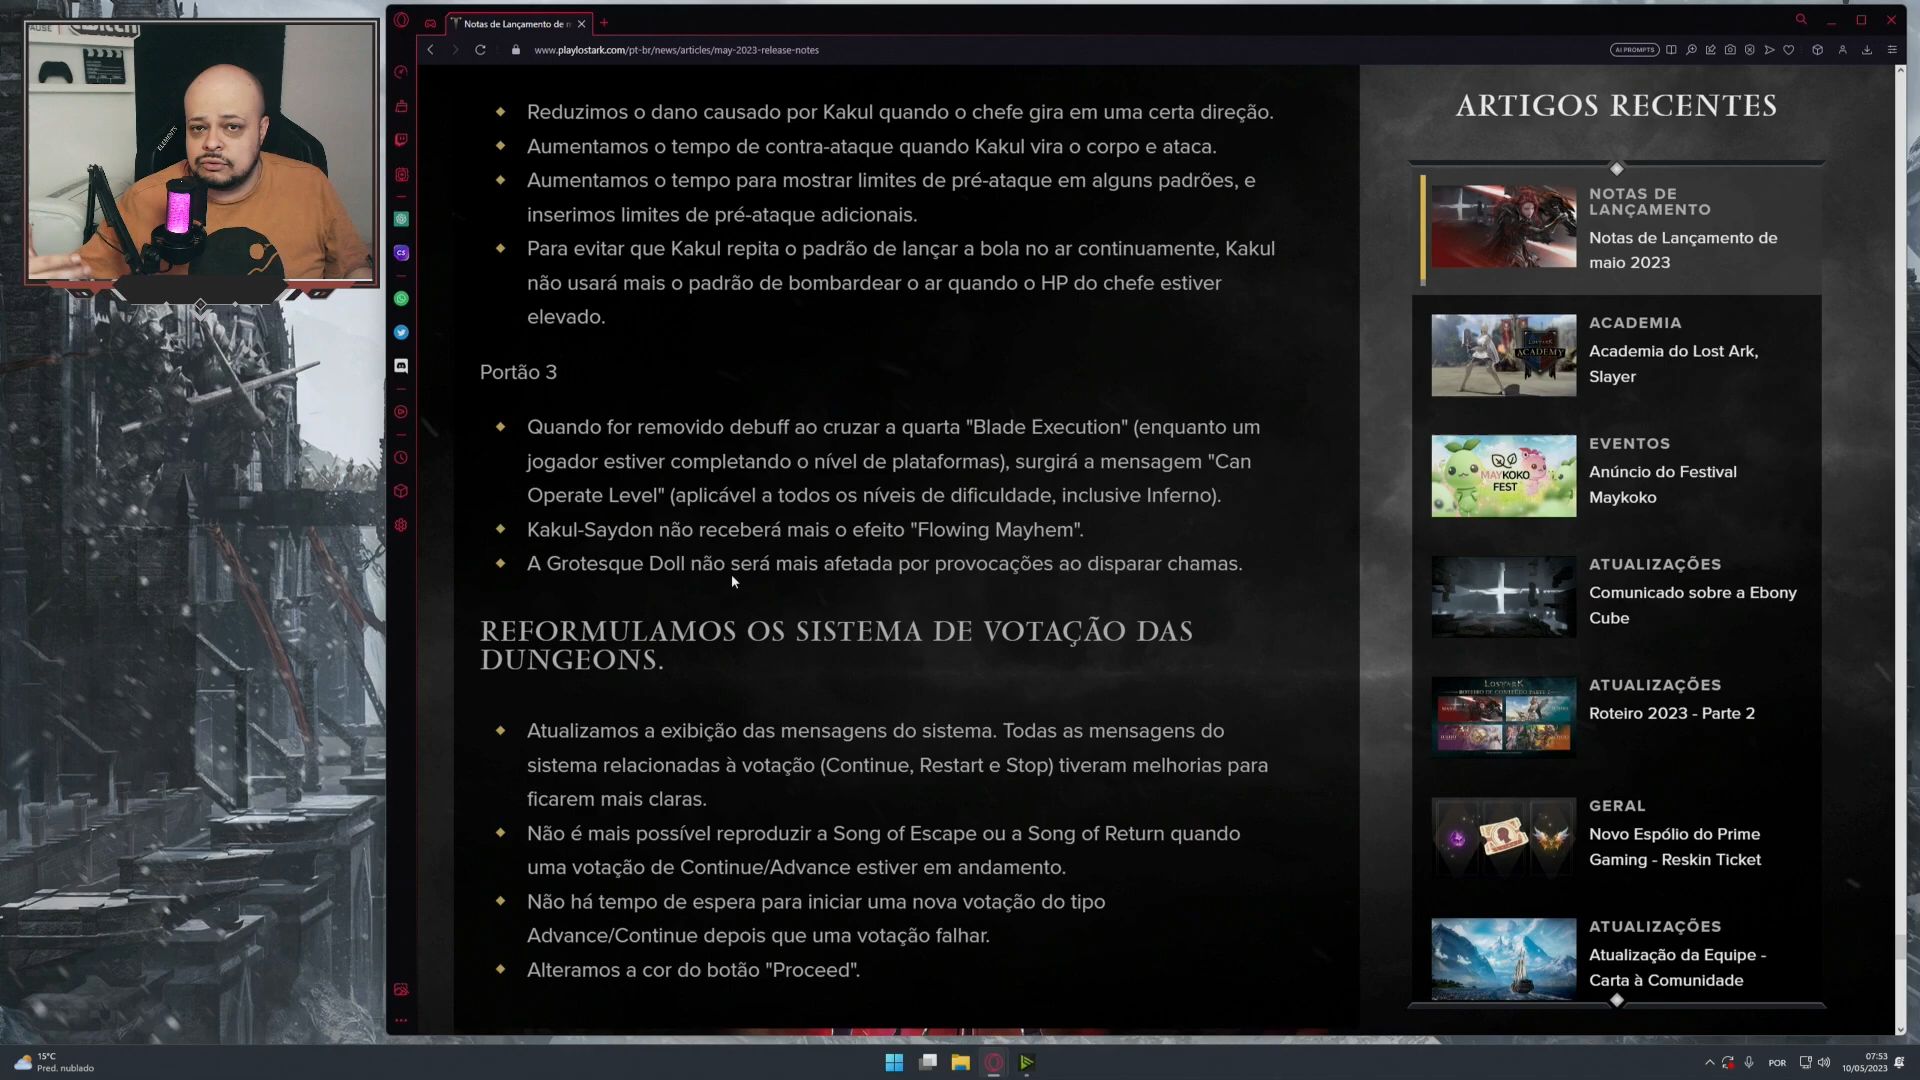 PAUSE
ELEMENTS
Notas de Lançamento de m
www.playlostark.com/pt-br/news/articles/may-2023-release-notes
AI PROMPTS
CS
Reduzimos o dano causado por Kakul quando o chefe gira em uma certa direção.
Aumentamos o tempo de contra-ataque quando Kakul vira o corpo e ataca.
Aumentamos o tempo para mostrar limites de pré-ataque em alguns padrões, e
inserimos limites de pré-ataque adicionais.
Para evitar que Kakul repita o padrão de lançar a bola no ar continuamente, Kakul
não usará mais o padrão de bombardear o ar quando o HP do chefe estiver
elevado.
Portão 3
Quando for removido debuff ao cruzar a quarta "Blade Execution" (enquanto um
jogador estiver completando o nível de plataformas), surgirá a mensagem "Can
Operate Level" (aplicável a todos os níveis de dificuldade, inclusive Inferno).
Kakul-Saydon não receberá mais o efeito "Flowing Mayhem".
A Grotesque Doll não será mais afetada por provocações ao disparar chamas.
REFORMULAMOS OS SISTEMA DE VOTAÇÃO DAS
DUNGEONS.
Atualizamos a exibição das mensagens do sistema. Todas as mensagens do
sistema relacionadas à votação (Continue, Restart e Stop) tiveram melhorias para
ficarem mais claras.
Não é mais possível reproduzir a Song of Escape ou a Song of Return quando
uma votação de Continue/Advance estiver em andamento.
Não há tempo de espera para iniciar uma nova votação do tipo
Advance/Continue depois que uma votação falhar.
Alteramos a cor do botão "Proceed".
ARTIGOS RECENTES
NOTAS DE
LANÇAMENTO
Notas de Lançamento de
maio 2023
ACADEMY
ACADEMIA
Academia do Lost Ark,
Slayer
MAYKOKO
FEST
EVENTOS
Anúncio do Festival
Maykoko
ATUALIZAÇÕES
Comunicado sobre a Ebony
Cube
LOST ARK
ROTEIRO DE CONTEÚDO PARTE 2
ATUALIZAÇÕES
Roteiro 2023 - Parte 2
GERAL
Novo Espólio do Prime
Gaming - Reskin Ticket
ATUALIZAÇÕES
Atualização da Equipe -
Carta à Comunidade
15°C
Pred. nublado
POR
07:53
10/05/2023